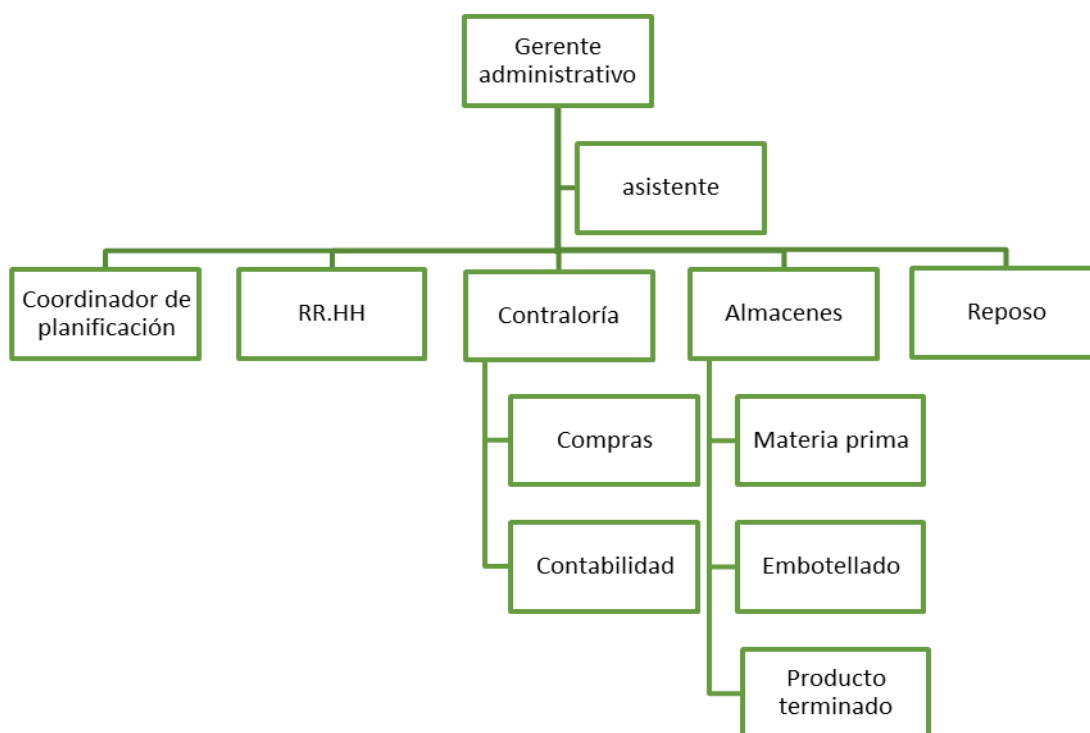 Gerente
administrativo
asistente
Coordinador de
planificación
RR.HH
Contraloría
Almacenes
Reposo
Compras
Materia prima
Contabilidad
Embotellado
Producto
terminado